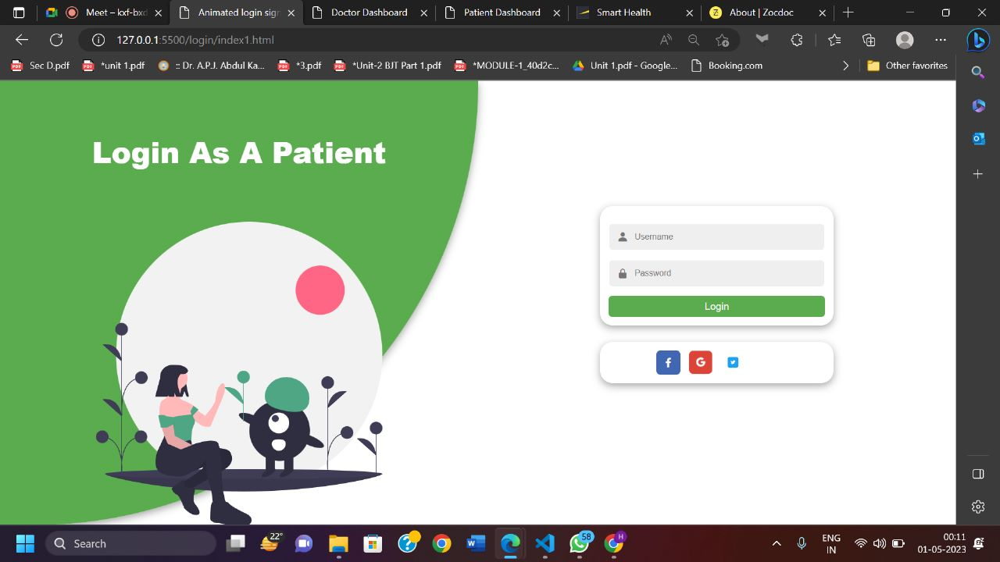 Meet – kxf-bxd
Animated login sign
Doctor Dashboard
Patient Dashboard
Smart Health
Z
About | Zocdoc
127.0.0.1:5500/login/index1.html
Sec D.pdf
*unit 1.pdf
:: Dr. A.P.J. Abdul Ka...
*3.pdf
*Unit-2 BJT Part 1.pdf
*MODULE-1_40d2c...
Unit 1.pdf - Google...
Booking.com
Other favorites
Login As A Patient
Username
Password
Login
f
G
Search
22°
58
H
ENG
IN
00:11
01-05-2023